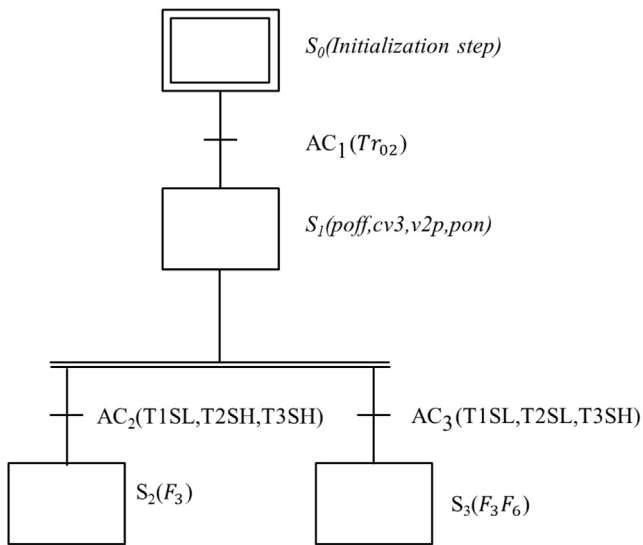 S₀(Initialization step)
AC₁(Tr₀₂)
S₁(poff,cv3,v2p,pon)
AC₂(T1SL,T2SH,T3SH)
AC₃(T1SL,T2SL,T3SH)
S₂(F₃)
S₃(F₃F₆)